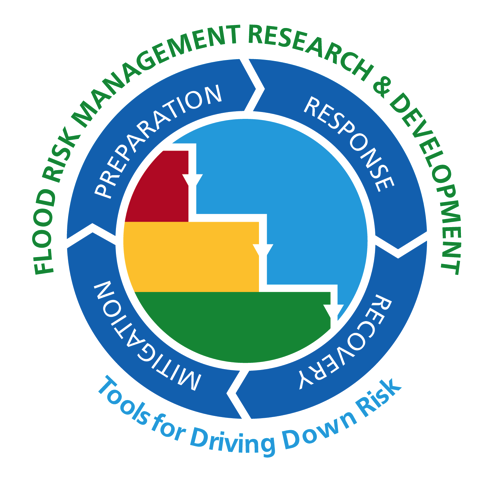 FLOOD RISK MANAGEMENT RESEARCH & DEVELOPMENT
PREPARATION
RESPONSE
RECOVERY
MITIGATION
Tools for Driving Down Risk